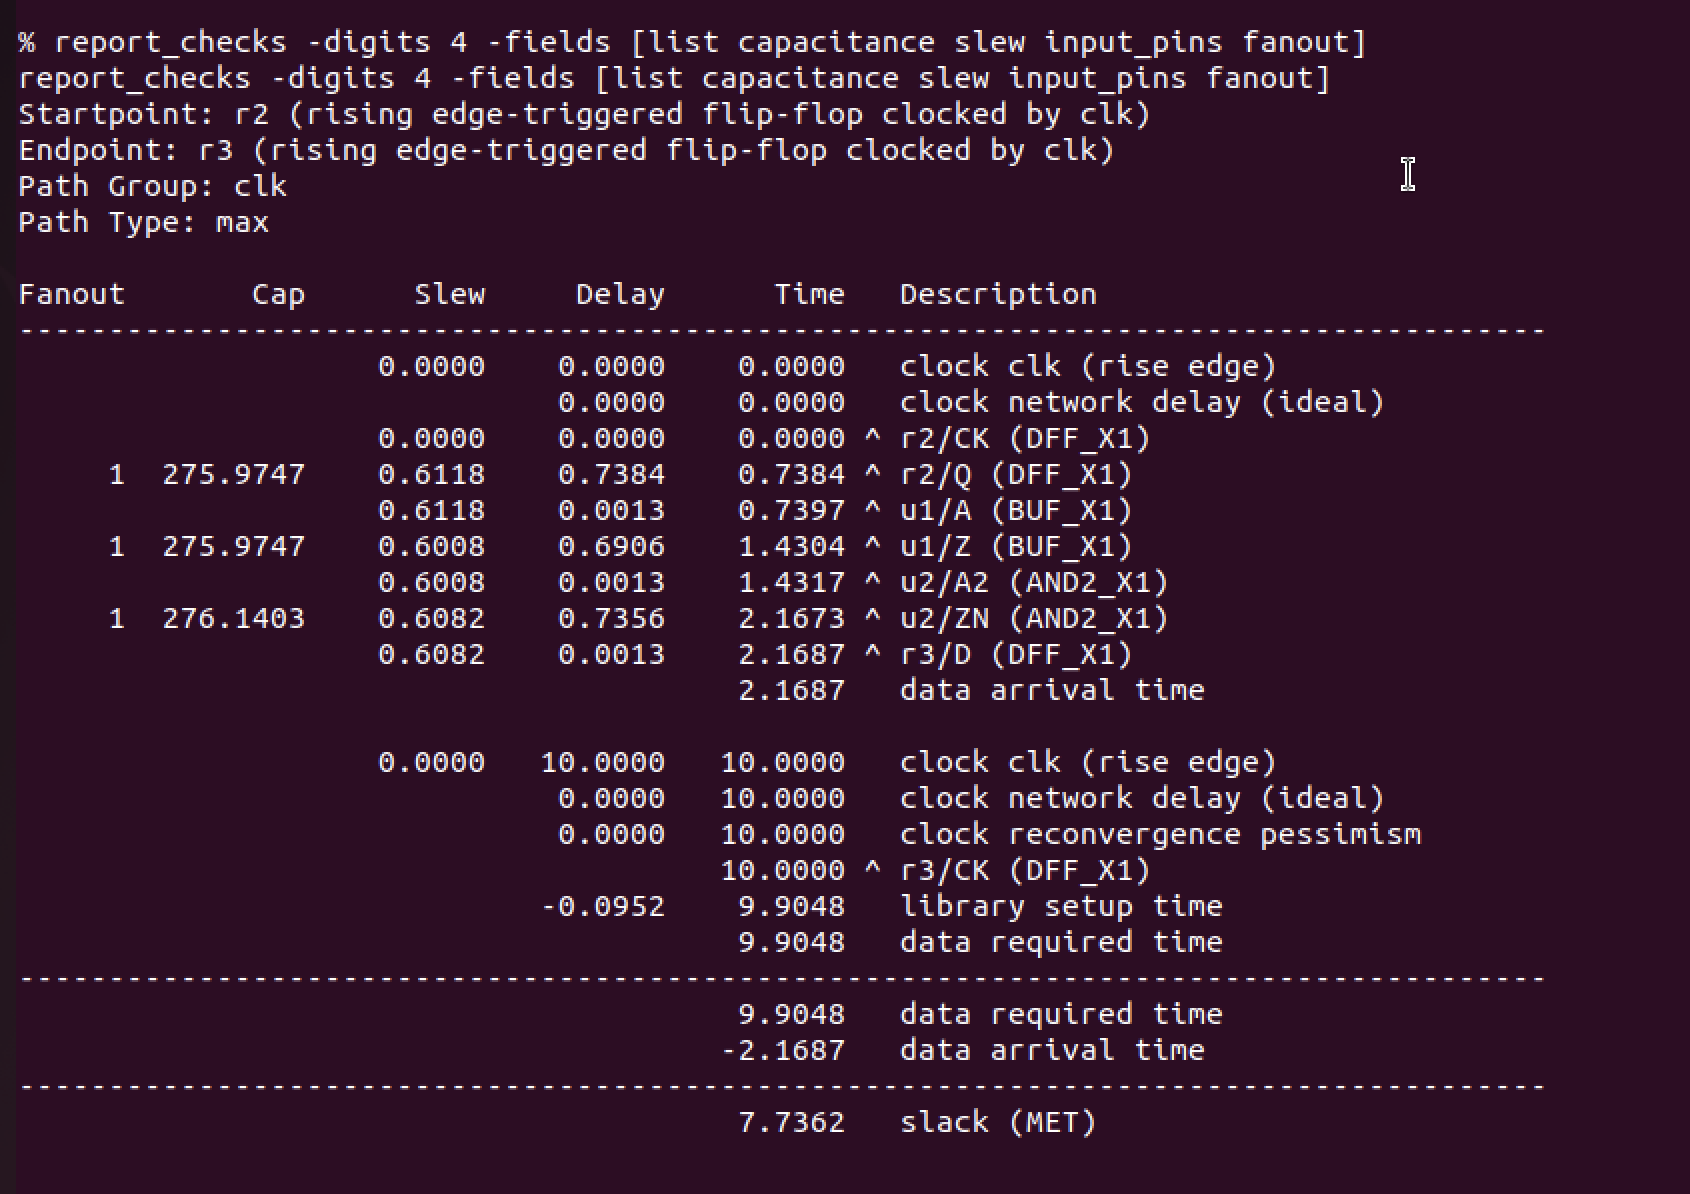 % report_checks -digits 4 -fields [list capacitance slew input_pins fanout]
report_checks -digits 4 -fields [list capacitance slew input_pins fanout]
Startpoint: r2 (rising edge-triggered flip-flop clocked by clk)
Endpoint: r3 (rising edge-triggered flip-flop clocked by clk)
Path Group: clk
Path Type: max
Fanout Cap Slew Delay Time Description
-------------------------------------------------------------------------------------
0.0000 0.0000 0.0000 clock clk (rise edge)
0.0000 0.0000 clock network delay (ideal)
0.0000 0.0000 0.0000 ^ r2/CK (DFF_X1)
1 275.9747 0.6118 0.7384 0.7384 ^ r2/Q (DFF_X1)
0.6118 0.0013 0.7397 ^ u1/A (BUF_X1)
1 275.9747 0.6008 0.6906 1.4304 ^ u1/Z (BUF_X1)
0.6008 0.0013 1.4317 ^ u2/A2 (AND2_X1)
1 276.1403 0.6082 0.7356 2.1673 ^ u2/ZN (AND2_X1)
0.6082 0.0013 2.1687 ^ r3/D (DFF_X1)
2.1687 data arrival time
0.0000 10.0000 10.0000 clock clk (rise edge)
0.0000 10.0000 clock network delay (ideal)
0.0000 10.0000 clock reconvergence pessimism
10.0000 ^ r3/CK (DFF_X1)
-0.0952 9.9048 library setup time
9.9048 data required time
-------------------------------------------------------------------------------------
9.9048 data required time
-2.1687 data arrival time
-------------------------------------------------------------------------------------
7.7362 slack (MET)